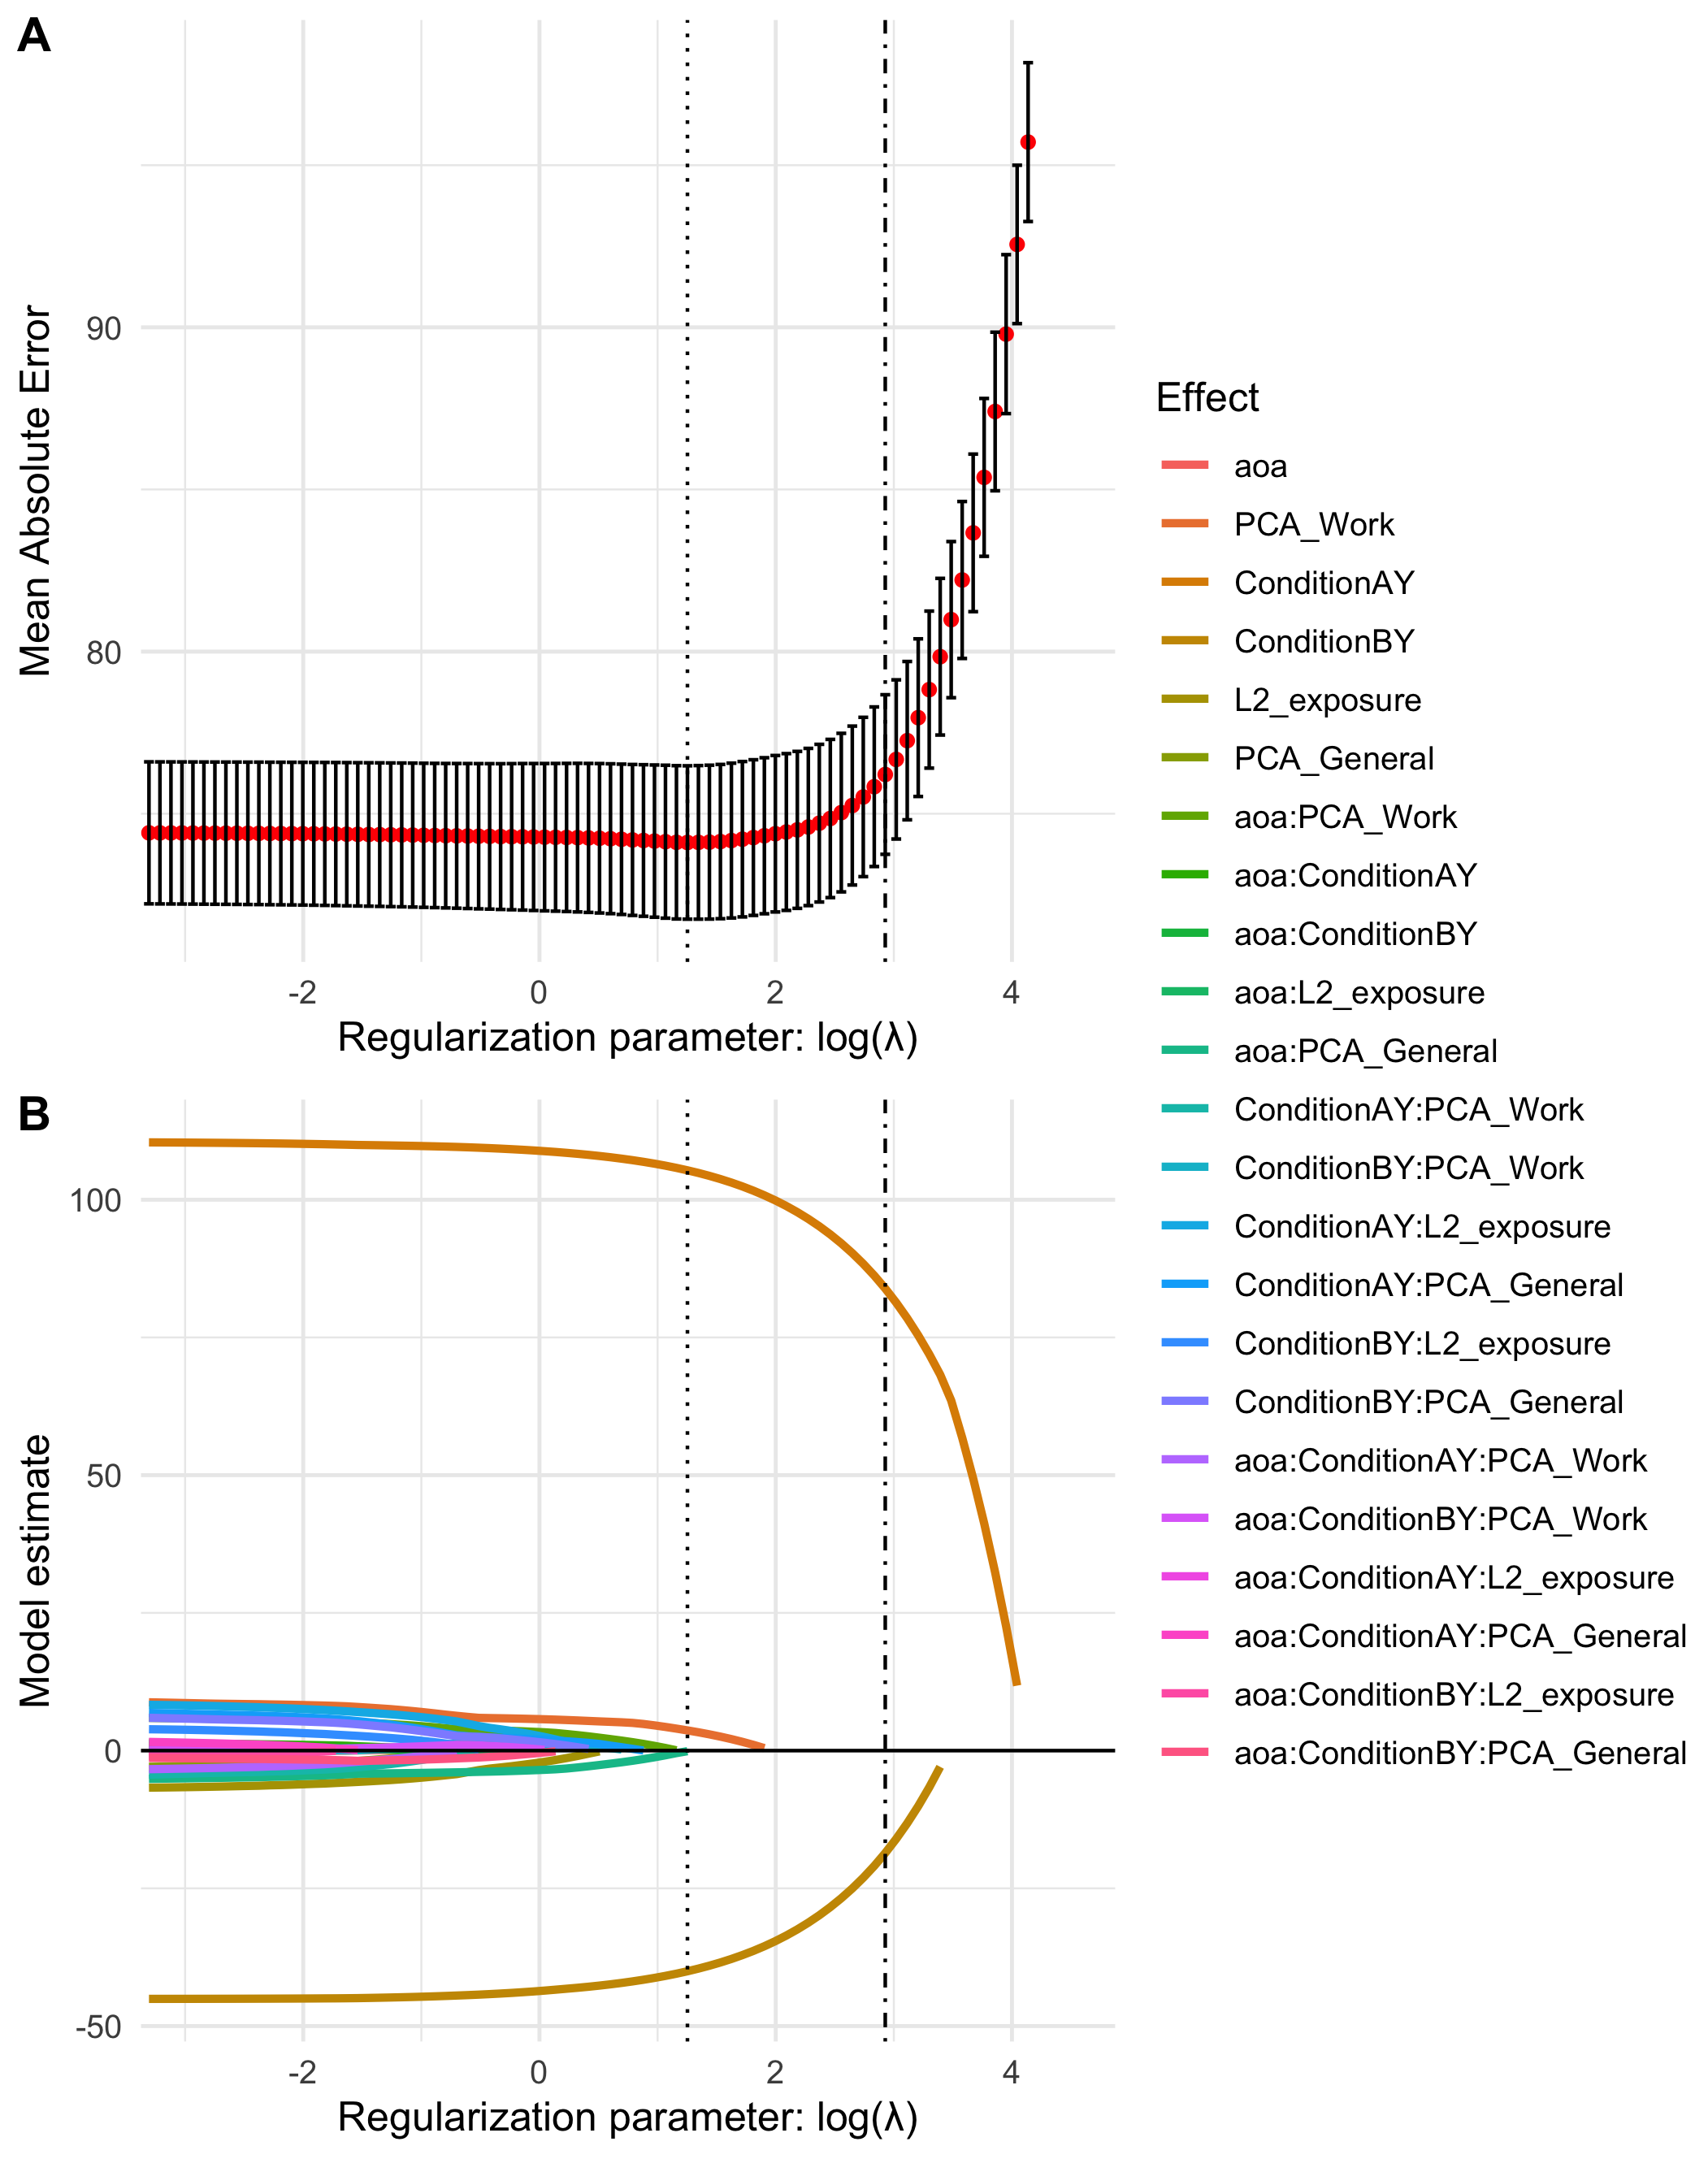 A
Mean Absolute Error
90
80
-2 0 2 4
Regularization parameter: log(λ)
B
Model estimate
100
50
0
-50
-2 0 2 4
Regularization parameter: log(λ)
Effect
aoa
PCA_Work
ConditionAY
ConditionBY
L2_exposure
PCA_General
aoa:PCA_Work
aoa:ConditionAY
aoa:ConditionBY
aoa:L2_exposure
aoa:PCA_General
ConditionAY:PCA_Work
ConditionBY:PCA_Work
ConditionAY:L2_exposure
ConditionAY:PCA_General
ConditionBY:L2_exposure
ConditionBY:PCA_General
aoa:ConditionAY:PCA_Work
aoa:ConditionBY:PCA_Work
aoa:ConditionAY:L2_exposure
aoa:ConditionAY:PCA_General
aoa:ConditionBY:L2_exposure
aoa:ConditionBY:PCA_General